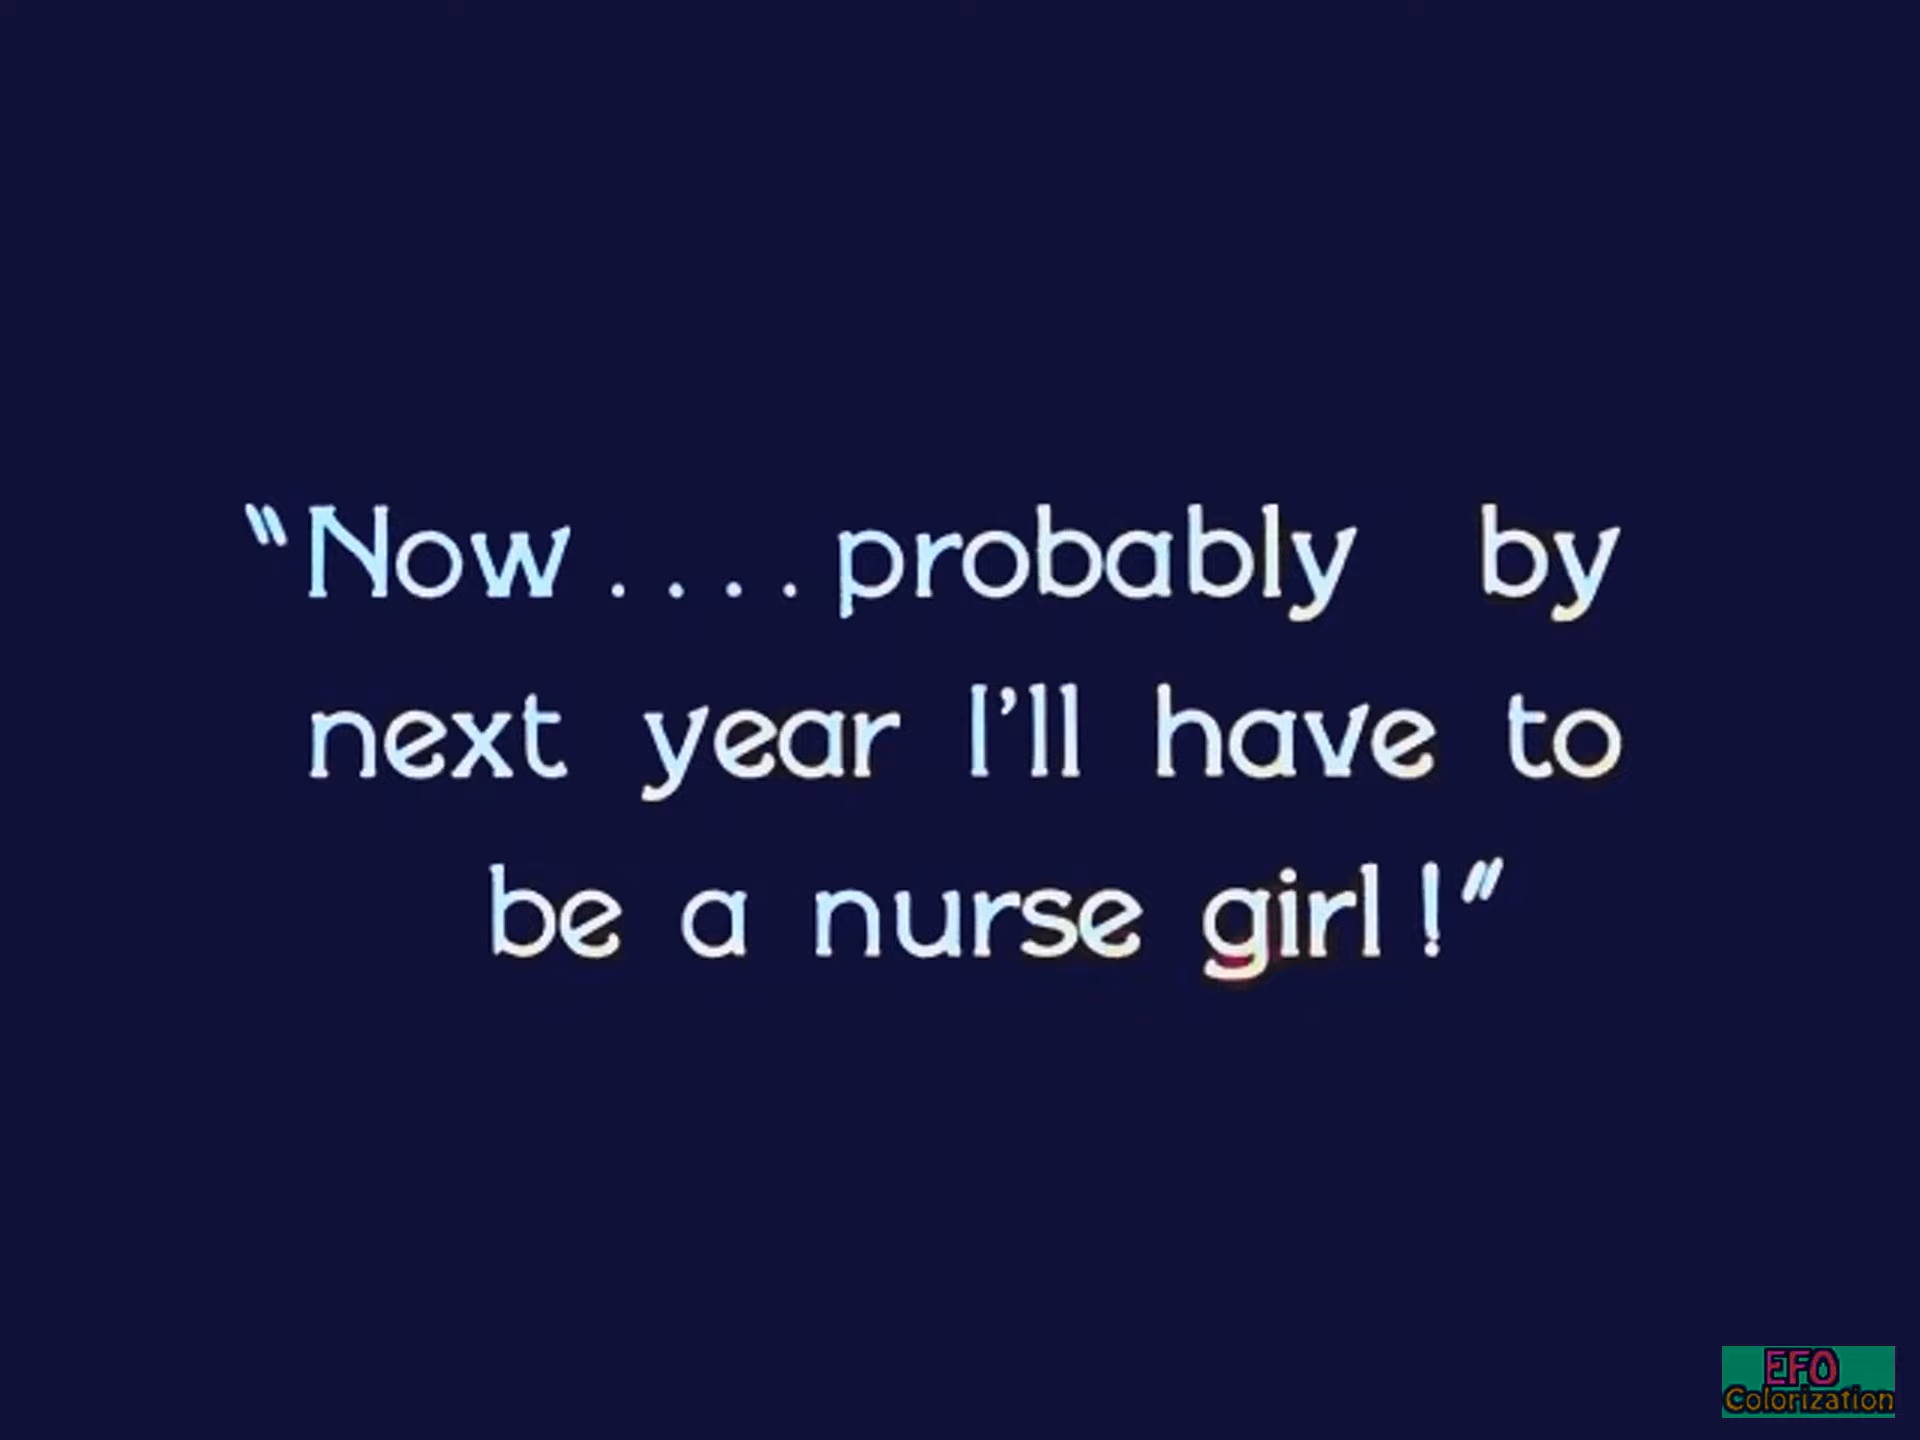 “Now.... probably by
next year I’ll have to
be a nurse girl!”
EFO
Colorization